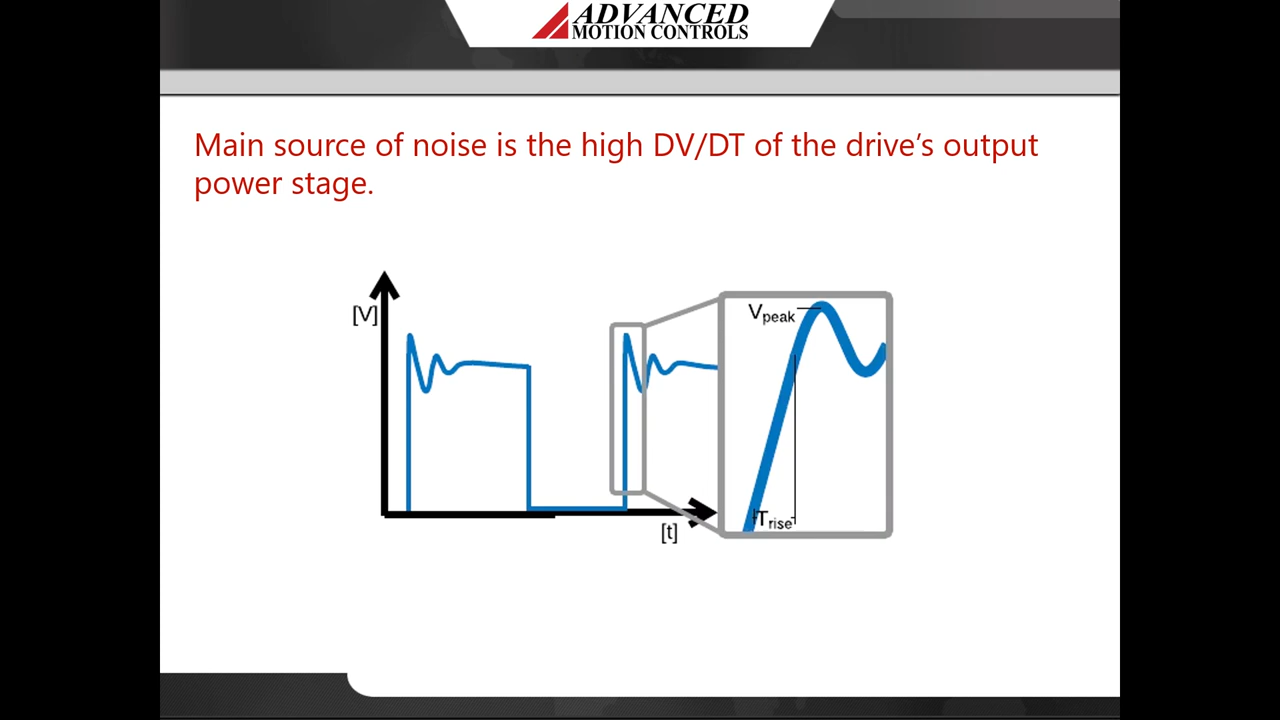 ADVANCED
MOTION CONTROLS
Main source of noise is the high DV/DT of the drive’s output
power stage.
[V]
Vpeak
Trise
[t]